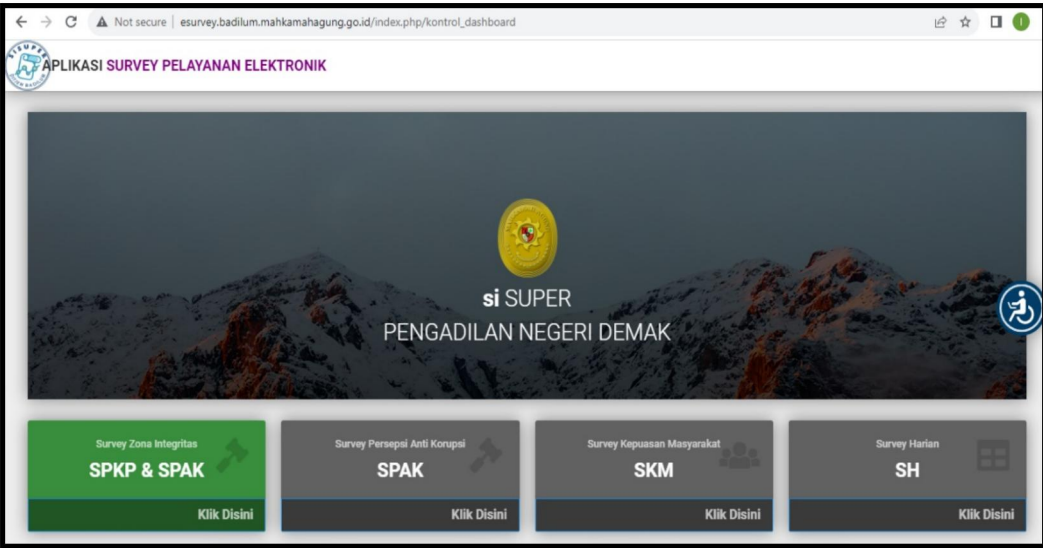 Not secure | esurvey.badilum.mahkamahagung.go.id/index.php/kontrol_dashboard
SISUPER
APLIKASI SURVEY PELAYANAN ELEKTRONIK
si SUPER
PENGADILAN NEGERI DEMAK
Survey Zona Integritas
SPKP & SPAK
Klik Disini
Survey Persepsi Anti Korupsi
SPAK
Klik Disini
Survey Kepuasan Masyarakat
SKM
Klik Disini
Survey Harian
SH
Klik Disini